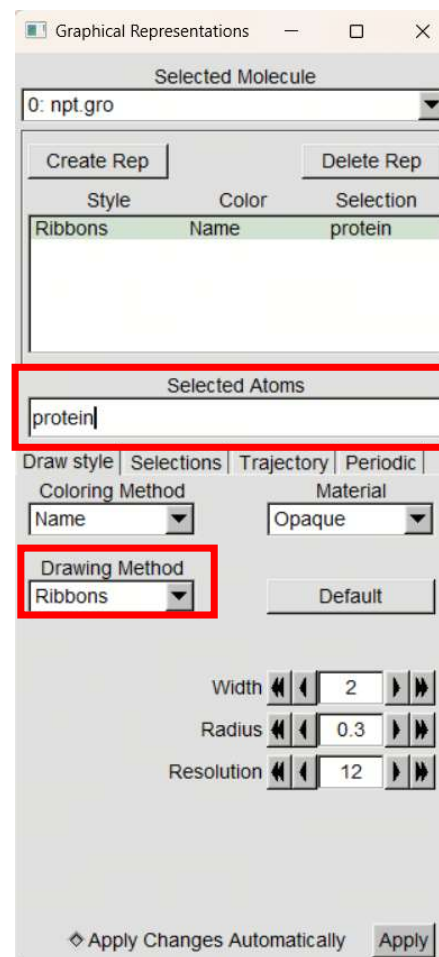 Graphical Representations
Selected Molecule
0: npt.gro
Create Rep Delete Rep
Style Color Selection
Ribbons Name protein
Selected Atoms
protein
Draw style Selections Trajectory Periodic
Coloring Method Material
Name Opaque
Drawing Method
Ribbons Default
Width 2
Radius 0.3
Resolution 12
Apply Changes Automatically Apply